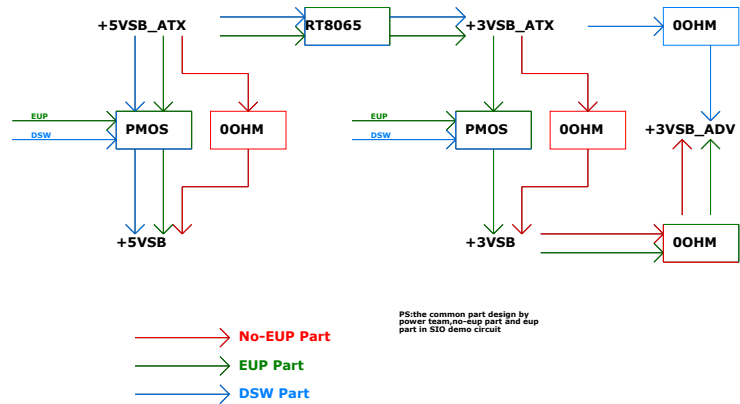 +5VSB_ATX
RT8065
+3VSB_ATX
0OHM
EUP
DSW
PMOS
0OHM
EUP
DSW
PMOS
0OHM
+3VSB_ADV
+5VSB
+3VSB
0OHM
PS:the common part design by
power team,no-eup part and eup
part in SIO demo circuit
No-EUP Part
EUP Part
DSW Part